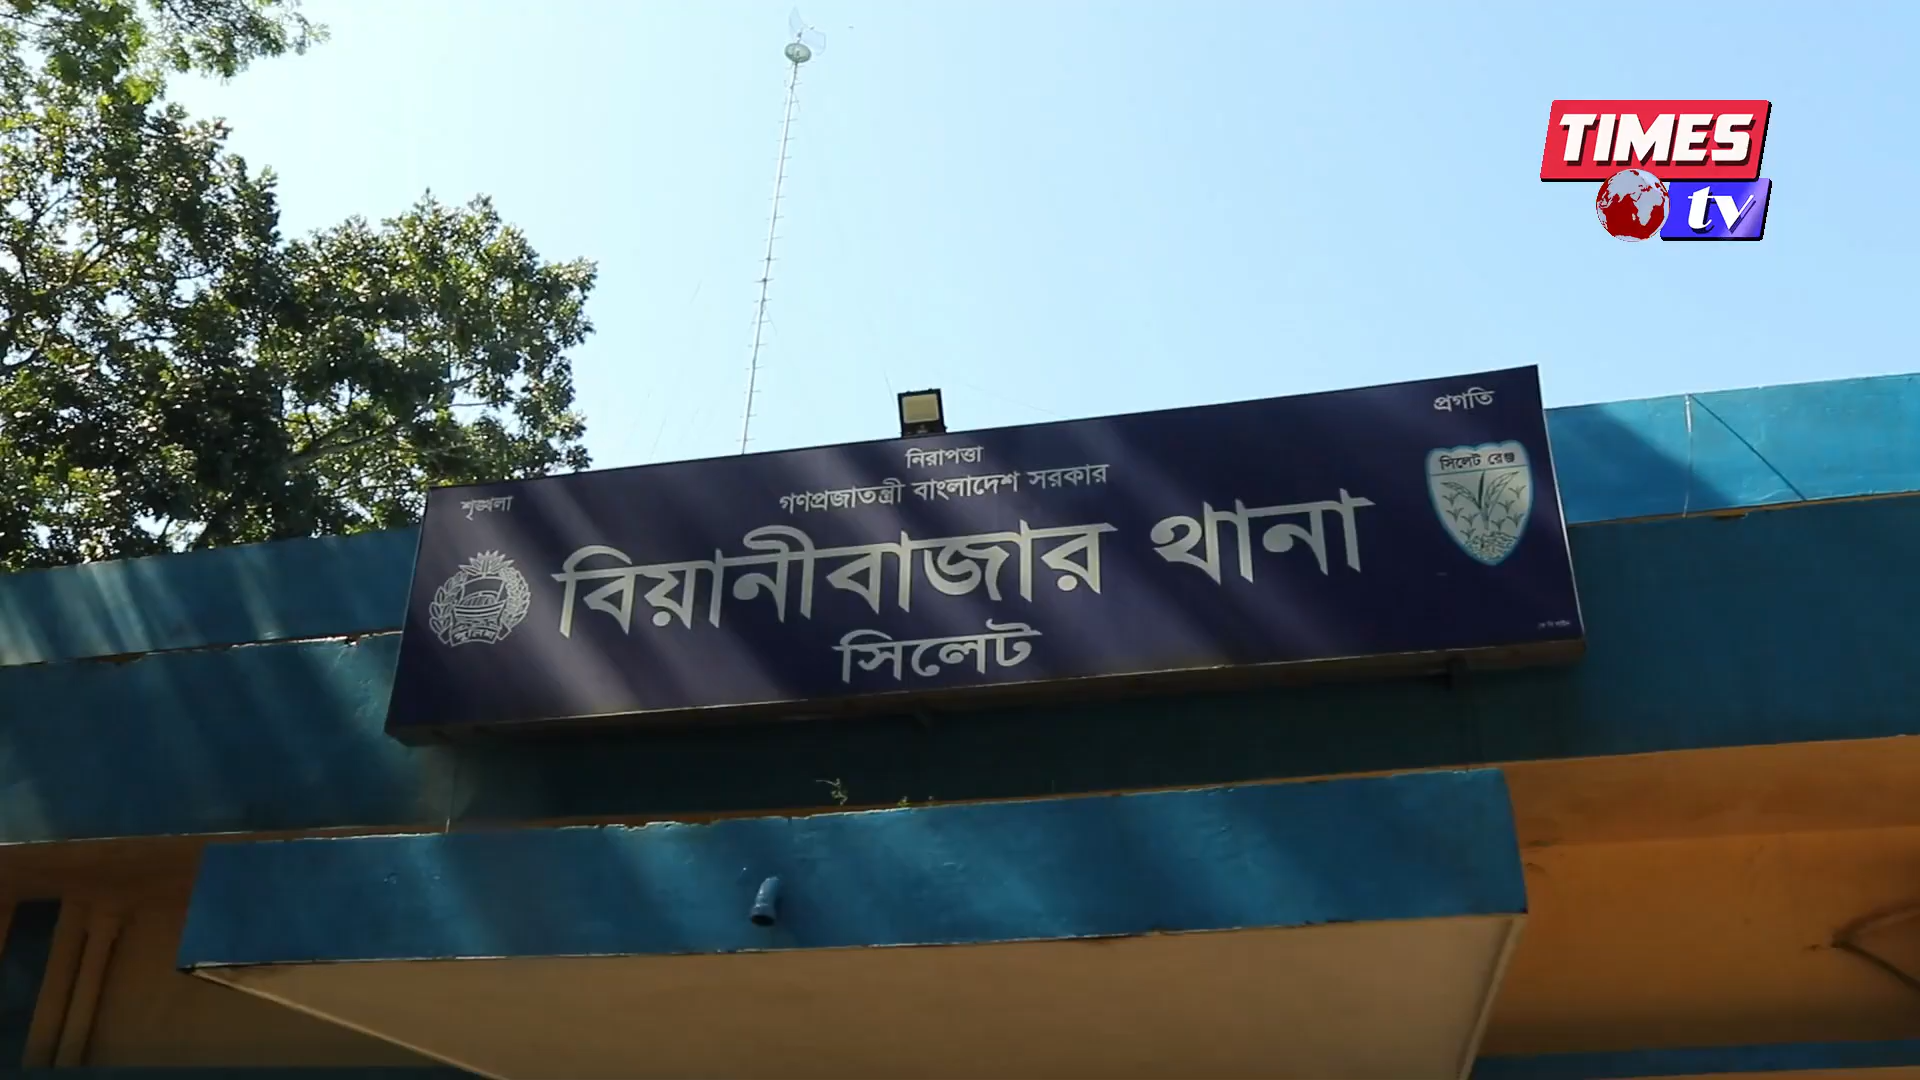 TIMES
tv
শৃঙ্খলা
নিরাপত্তা
প্রগতি
গণপ্রজাতন্ত্রী বাংলাদেশ সরকার
বিয়ানীবাজার থানা
সিলেট
পুলিশ
সিলেট রেঞ্জ